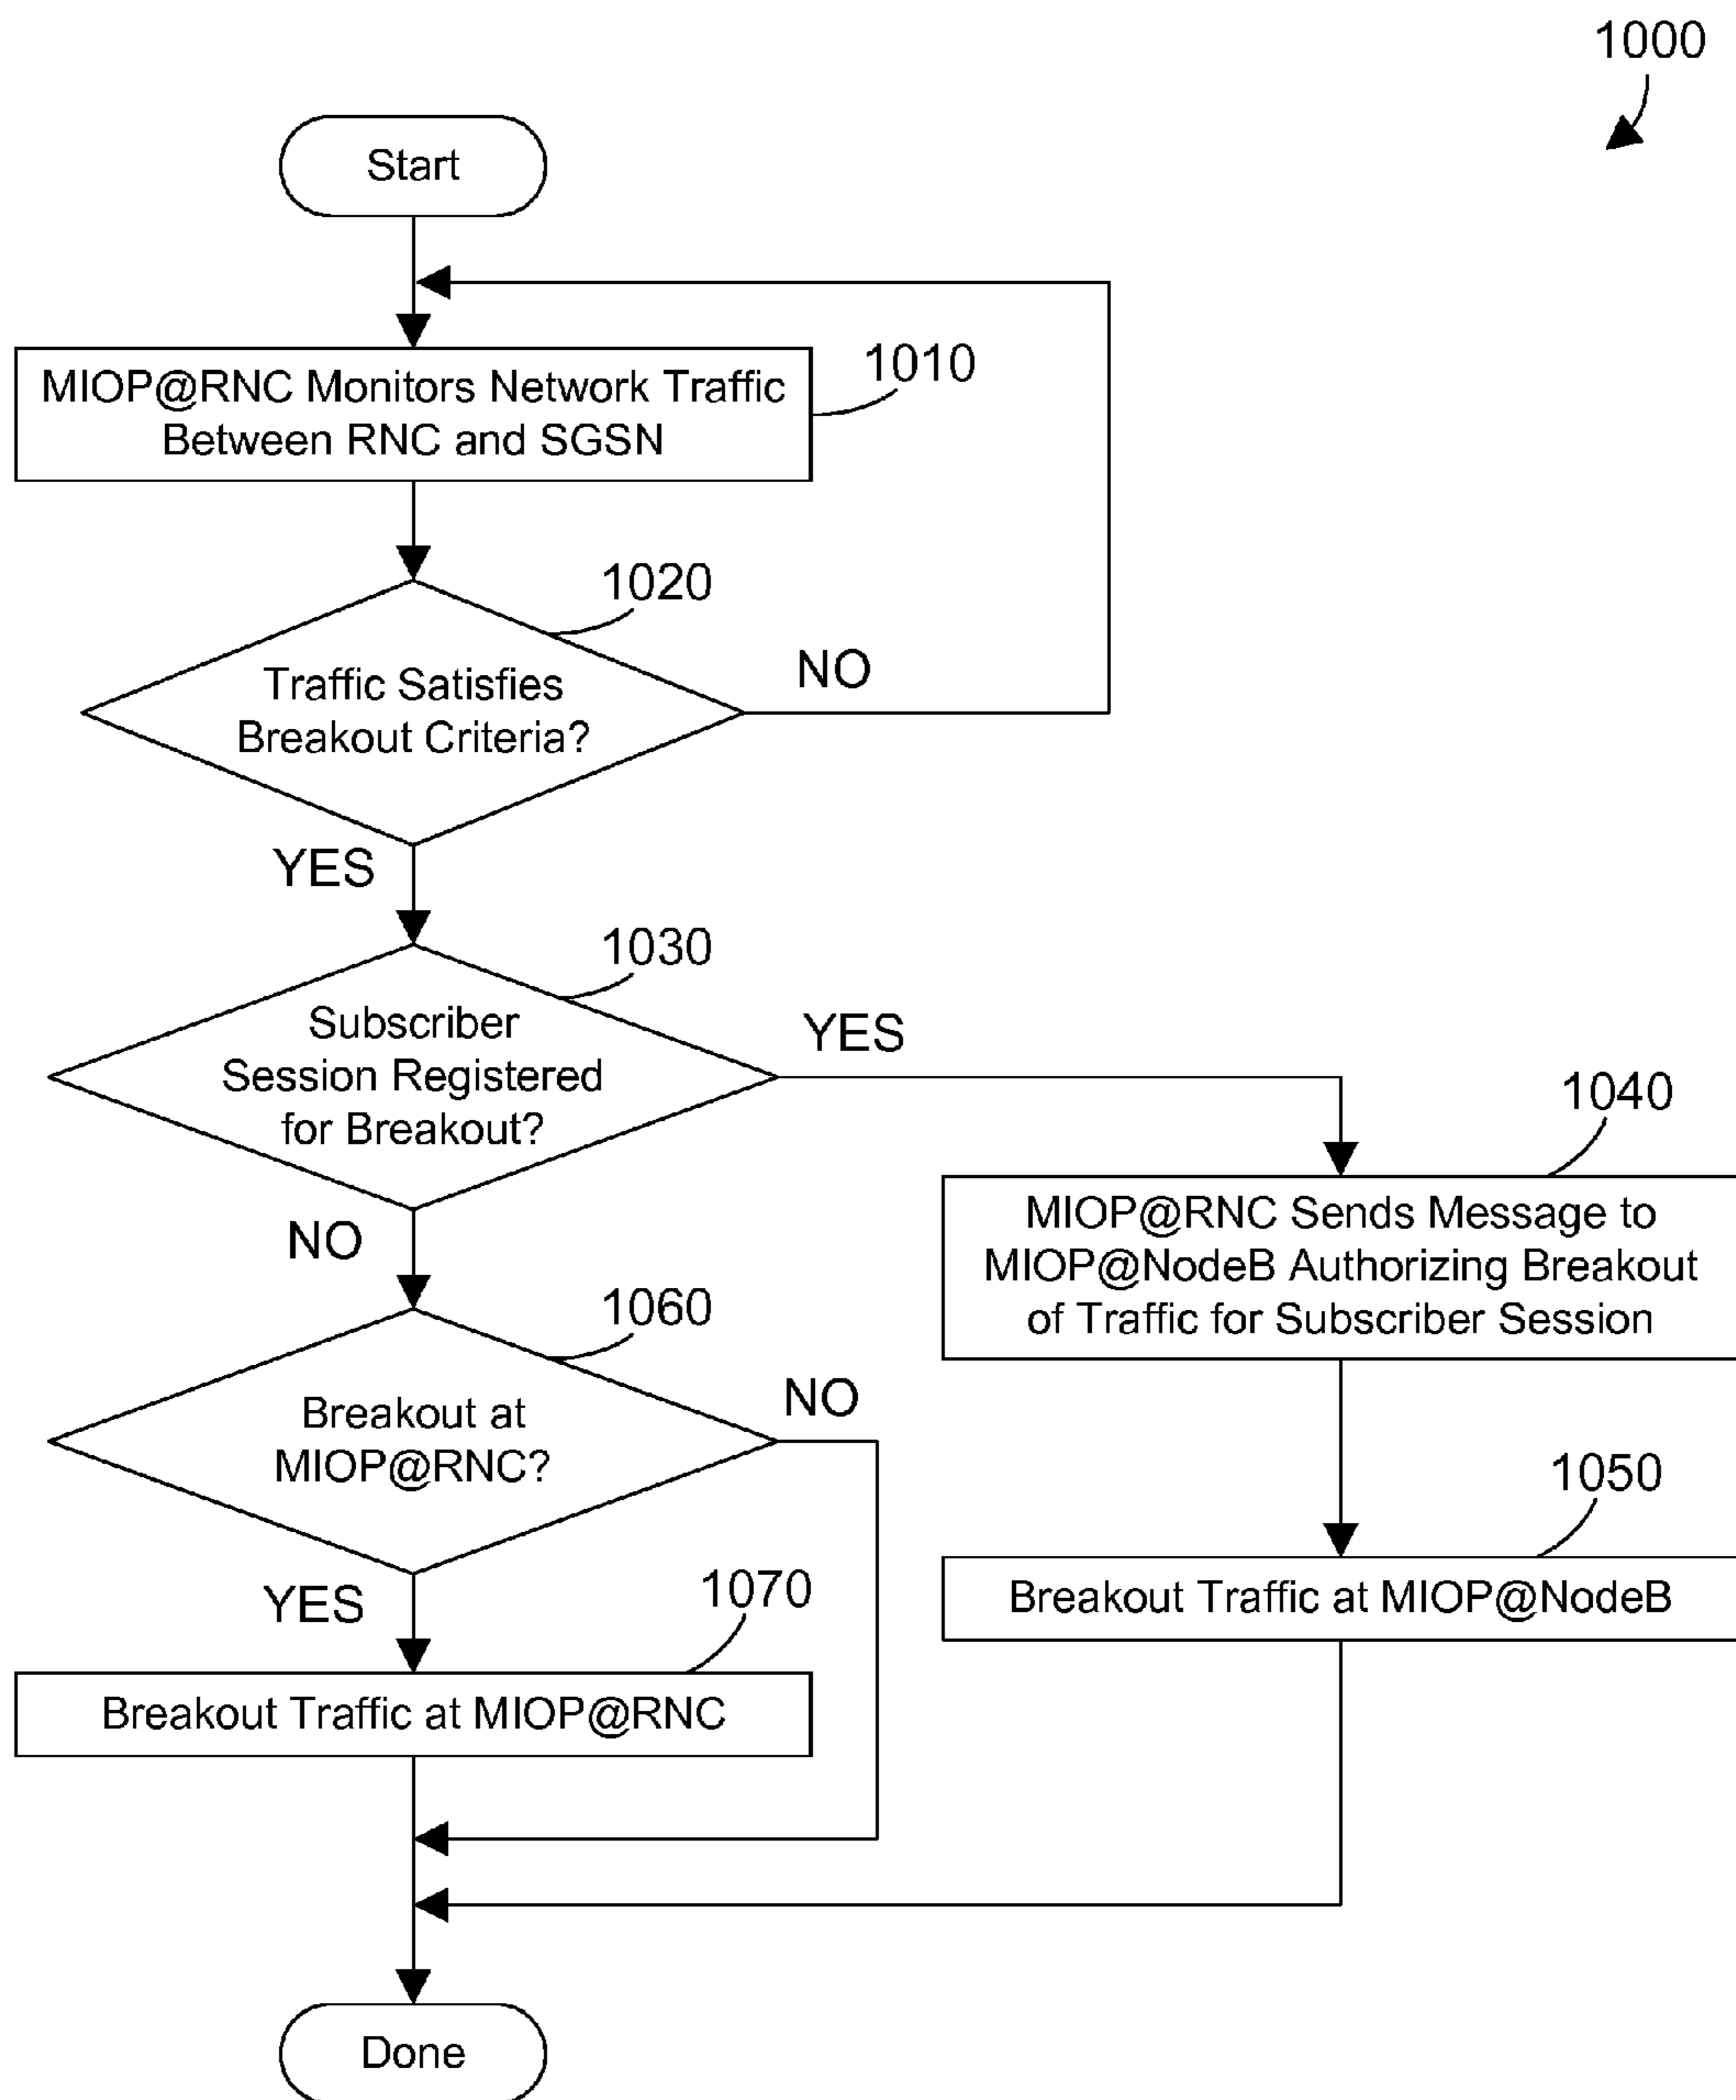 1000
Start
MIOP@RNC Monitors Network Traffic
Between RNC and SGSN
1010
1020
Traffic Satisfies
Breakout Criteria?
NO
YES
1030
Subscriber
Session Registered
for Breakout?
YES
NO
1040
MIOP@RNC Sends Message to
MIOP@NodeB Authorizing Breakout
of Traffic for Subscriber Session
1060
Breakout at
MIOP@RNC?
NO
YES
1050
Breakout Traffic at MIOP@NodeB
1070
Breakout Traffic at MIOP@RNC
Done